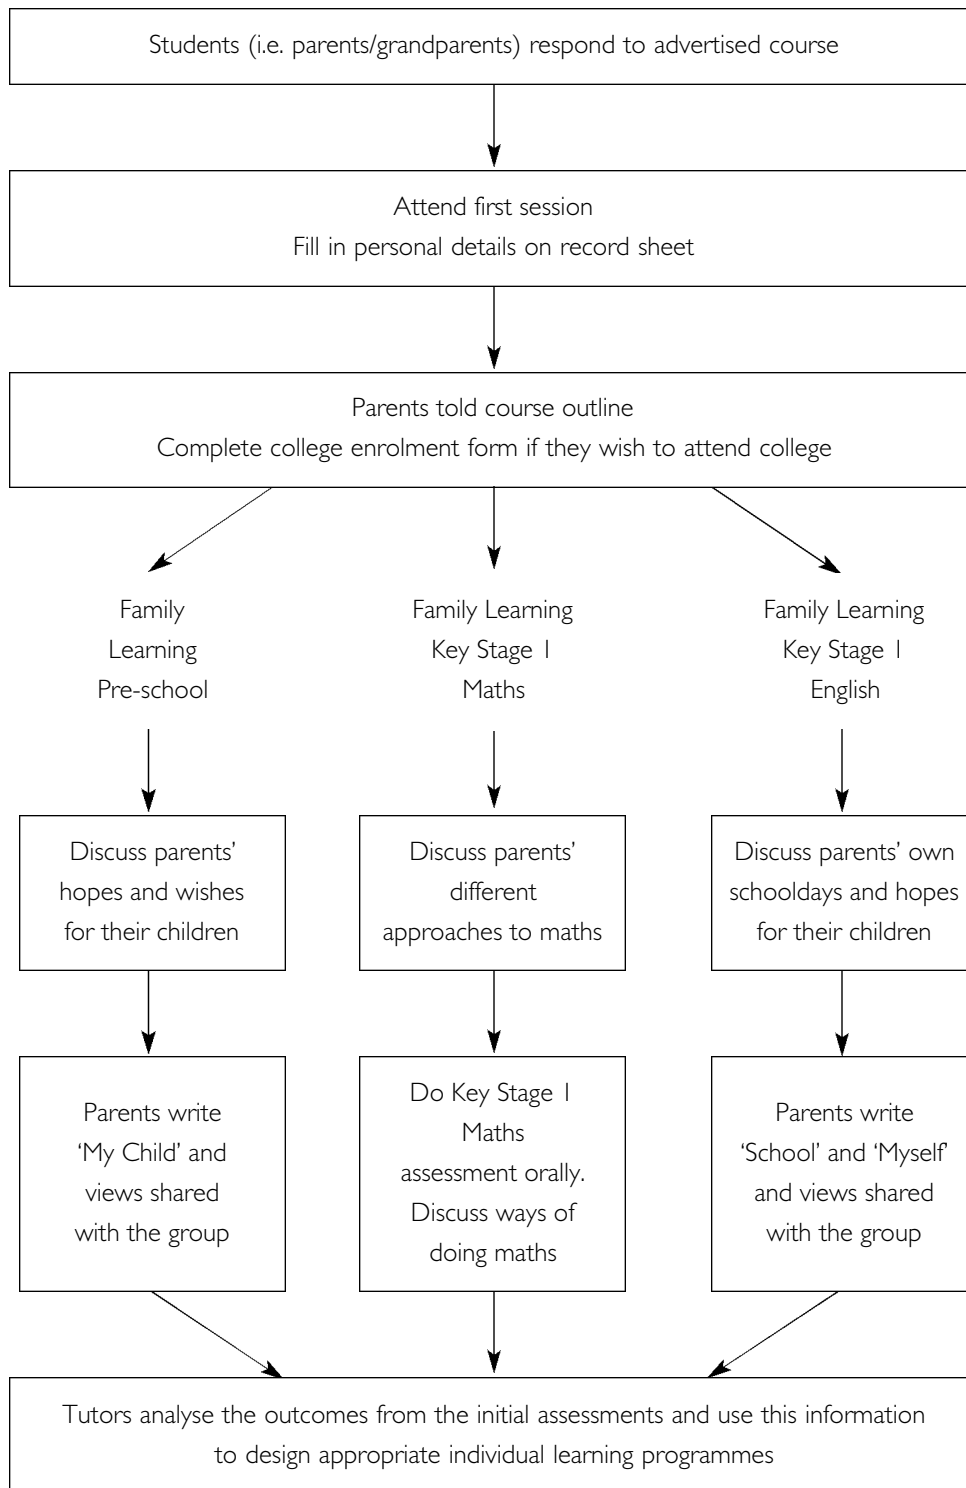 Students (i.e. parents/grandparents) respond to advertised course
Attend first session
Fill in personal details on record sheet
Parents told course outline
Complete college enrolment form if they wish to attend college
Family
Learning
Pre-school
Family Learning
Key Stage 1
Maths
Family Learning
Key Stage 1
English
Discuss parents’
hopes and wishes
for their children
Discuss parents’
different
approaches to maths
Discuss parents’ own
schooldays and hopes
for their children
Parents write
‘My Child’ and
views shared
with the group
Do Key Stage 1
Maths
assessment orally.
Discuss ways of
doing maths
Parents write
‘School’ and ‘Myself’
and views shared
with the group
Tutors analyse the outcomes from the initial assessments and use this information
to design appropriate individual learning programmes